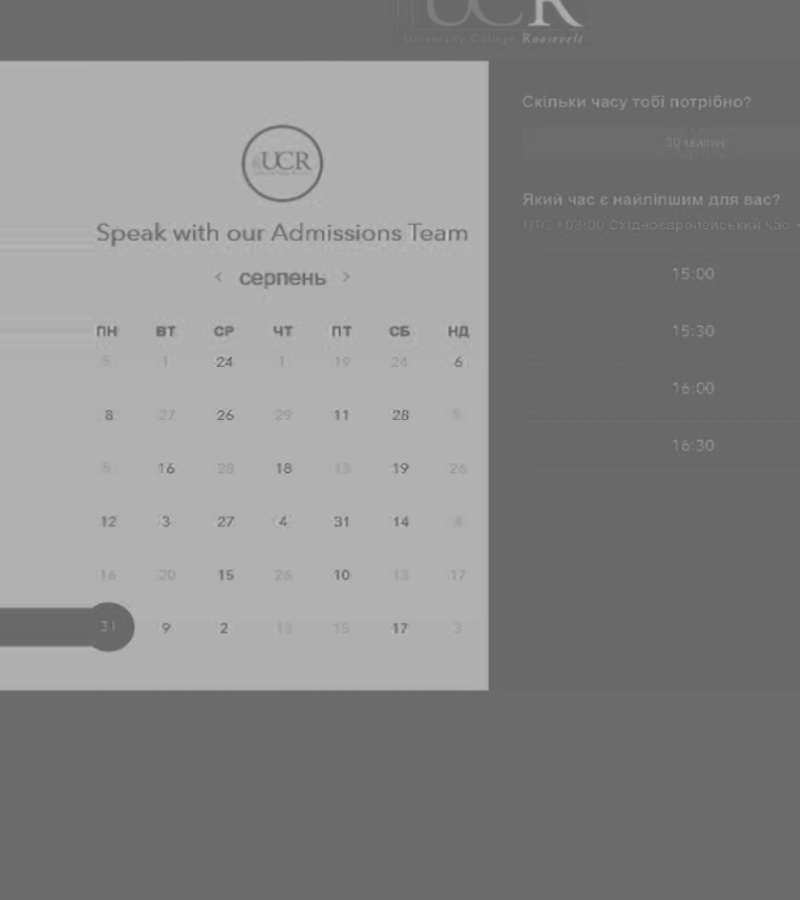 UCR
University College Roosevelt
UCR
Speak with our Admissions Team
< серпень >
ПН ВТ СР ЧТ ПТ СБ НД
5 1 24 1 19 24 6
8 27 26 29 11 28 5
5 16 28 18 13 19 26
12 3 27 4 31 14 4
16 20 15 26 10 13 17
31 9 2 13 15 17 3
Скільки часу тобі потрібно?
30 хвилин
Який час є найліпшим для вас?
UTC +03:00 Східноєвропейський час
15:00
15:30
16:00
16:30